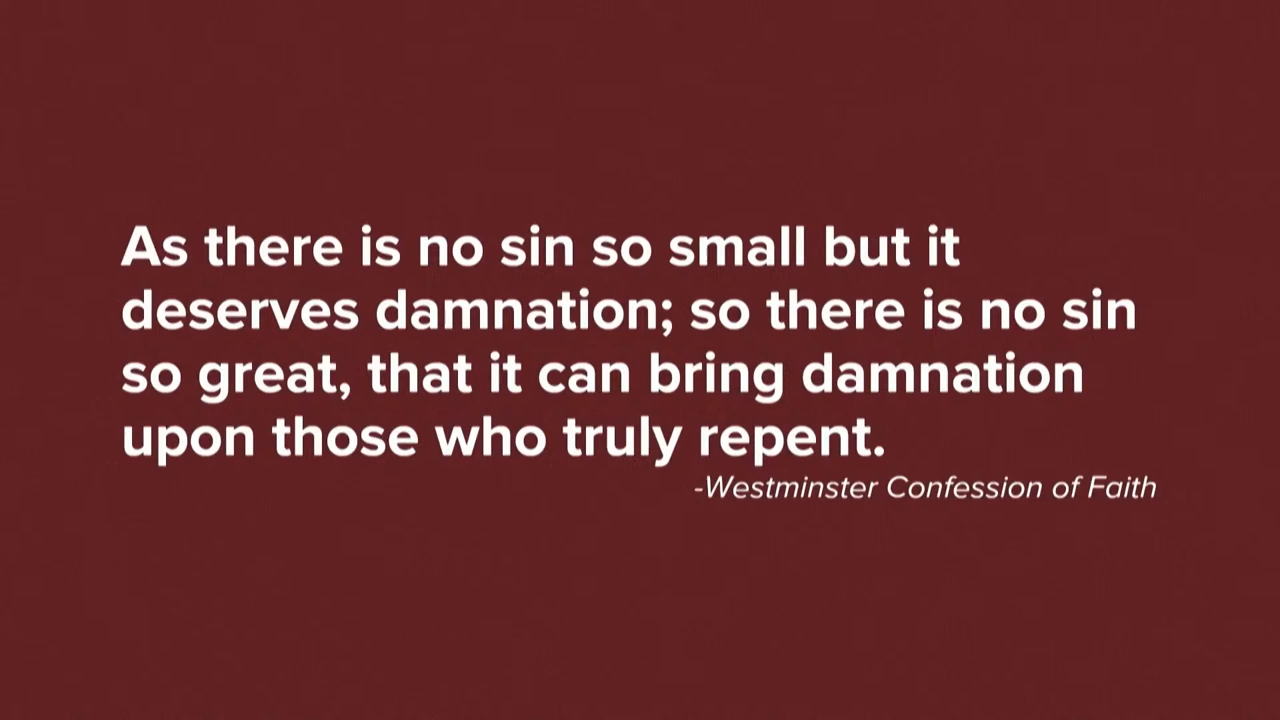 As there is no sin so small but it
deserves damnation; so there is no sin
so great, that it can bring damnation
upon those who truly repent.
-Westminster Confession of Faith